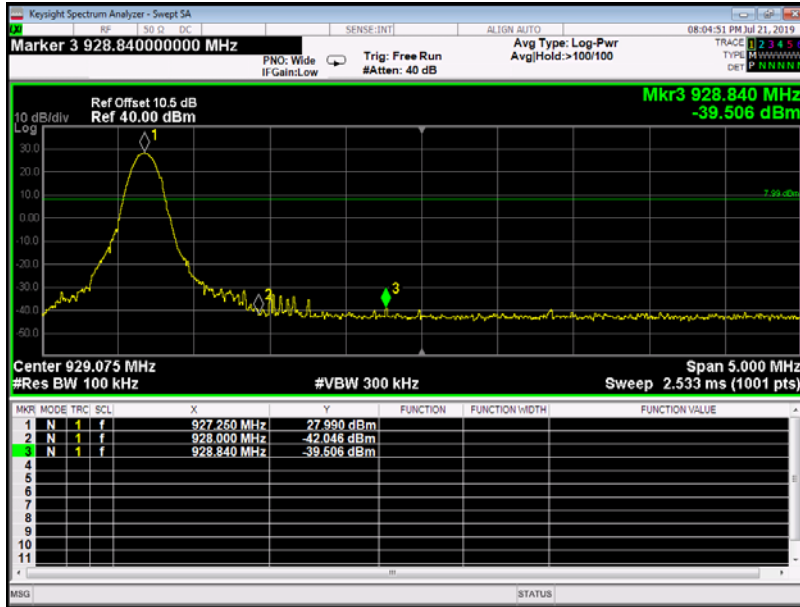 Keysight Spectrum Analyzer - Swept SA
RF 50 Ω DC SENSE:INT ALIGN AUTO 08:04:51 PM Jul 21, 2019
Marker 3 928.840000000 MHz
PNO: Wide
IFGain:Low
Trig: Free Run
#Atten: 40 dB
Avg Type: Log-Pwr
Avg|Hold:>100/100
TRACE 1 2 3 4 5 6
TYPE M
DET P N N N N N
Mkr3 928.840 MHz
-39.506 dBm
10 dB/div
Log
Ref Offset 10.5 dB
Ref 40.00 dBm
30.0
20.0
10.0
0.00
-10.0
-20.0
-30.0
-40.0
-50.0
1
2
3
7.99 dBm
Center 929.075 MHz Span 5.000 MHz
#Res BW 100 kHz #VBW 300 kHz Sweep 2.533 ms (1001 pts)
MKR MODE TRC SCL X Y FUNCTION FUNCTION WIDTH FUNCTION VALUE
1 N 1 f 927.250 MHz 27.990 dBm
2 N 1 f 928.000 MHz -42.046 dBm
3 N 1 f 928.840 MHz -39.506 dBm
4
5
6
7
8
9
10
11
MSG STATUS